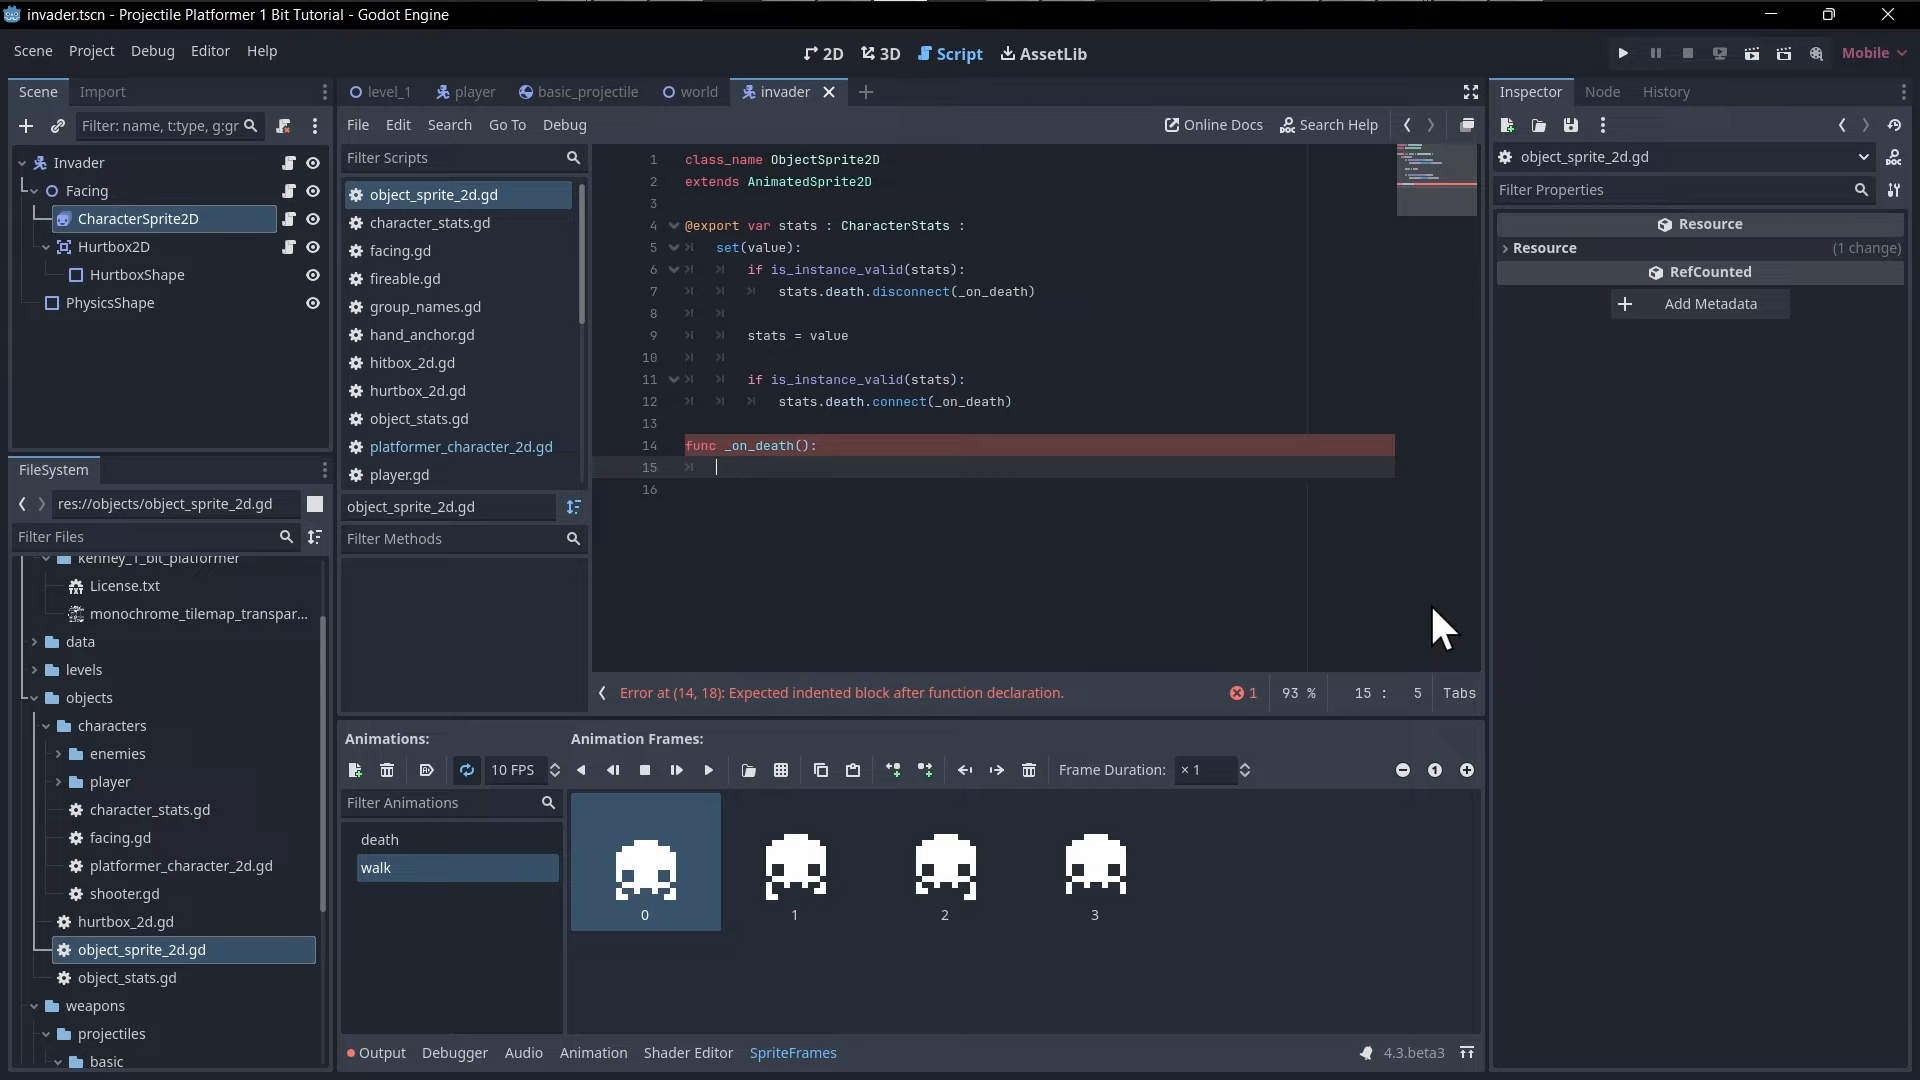 invader.tscn - Projectile Platformer 1 Bit Tutorial - Godot Engine
Scene Project Debug Editor Help
2D 3D Script AssetLib
Mobile
Scene Import
Filter: name, t:type, g:gr
Invader
Facing
CharacterSprite2D
Hurtbox2D
HurtboxShape
PhysicsShape
FileSystem
res://objects/object_sprite_2d.gd
Filter Files
kenney_1_bit_platformer
License.txt
monochrome_tilemap_transpar...
data
levels
objects
characters
enemies
player
character_stats.gd
facing.gd
platformer_character_2d.gd
shooter.gd
hurtbox_2d.gd
object_sprite_2d.gd
object_stats.gd
weapons
projectiles
basic
level_1 player basic_projectile world invader
File Edit Search Go To Debug
Online Docs Search Help
Filter Scripts
object_sprite_2d.gd
character_stats.gd
facing.gd
fireable.gd
group_names.gd
hand_anchor.gd
hitbox_2d.gd
hurtbox_2d.gd
object_stats.gd
platformer_character_2d.gd
player.gd
object_sprite_2d.gd
Filter Methods
1 class_name ObjectSprite2D
2 extends AnimatedSprite2D
3
4 @export var stats : CharacterStats :
5 set(value):
6 if is_instance_valid(stats):
7 stats.death.disconnect(_on_death)
8
9 stats = value
10
11 if is_instance_valid(stats):
12 stats.death.connect(_on_death)
13
14 func _on_death():
15
16
Error at (14, 18): Expected indented block after function declaration.
1 93 % 15 : 5 Tabs
Animations:
10 FPS
Filter Animations
death
walk
Animation Frames:
Frame Duration: × 1
1
0 1 2 3
Output Debugger Audio Animation Shader Editor SpriteFrames
4.3.beta3
Inspector Node History
object_sprite_2d.gd
Filter Properties
Resource
Resource (1 change)
RefCounted
Add Metadata